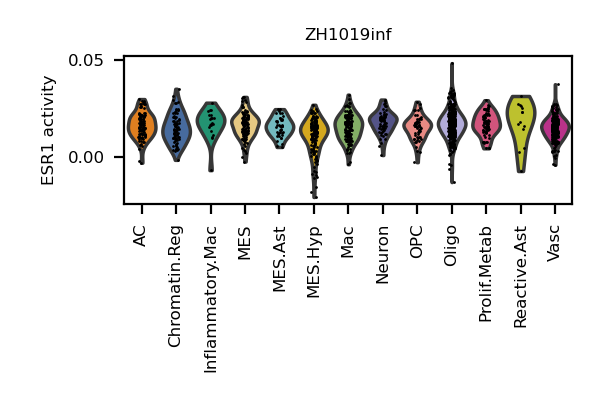 ZH1019inf
ESR1 activity
0.05
0.00
AC
Chromatin.Reg
Inflammatory.Mac
MES
MES.Ast
MES.Hyp
Mac
Neuron
OPC
Oligo
Prolif.Metab
Reactive.Ast
Vasc